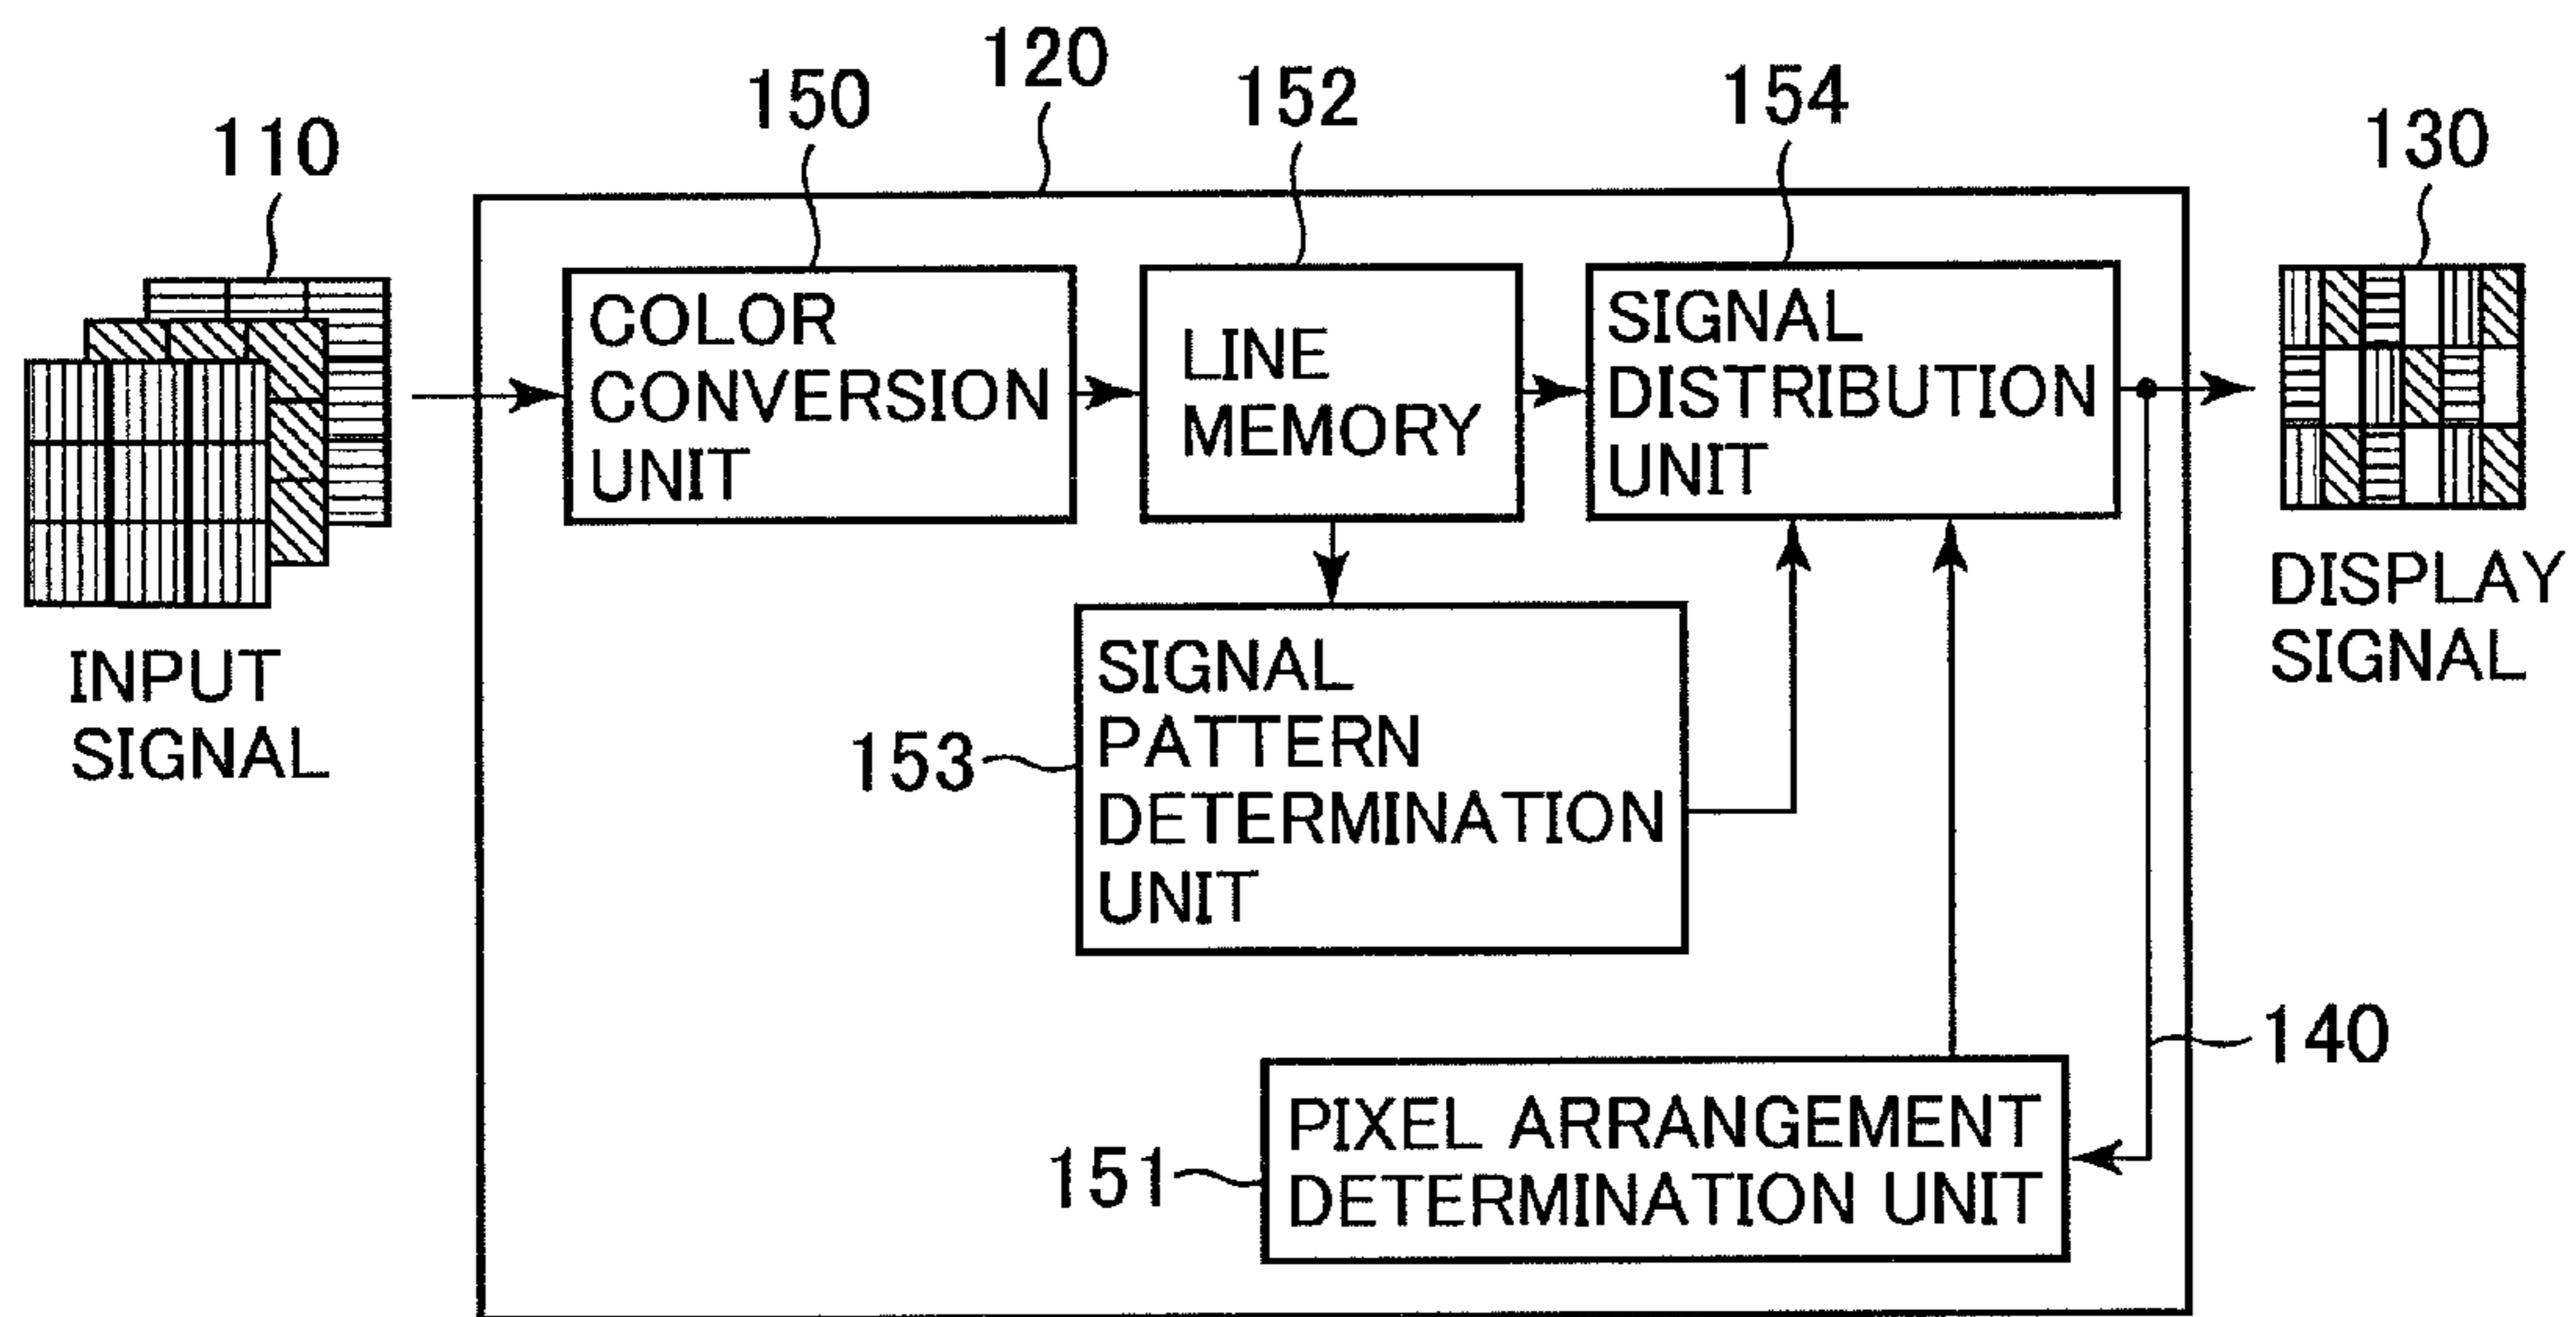 120
150
152
154
110
130
COLOR
CONVERSION
UNIT
LINE
MEMORY
SIGNAL
DISTRIBUTION
UNIT
INPUT
SIGNAL
DISPLAY
SIGNAL
153
SIGNAL
PATTERN
DETERMINATION
UNIT
140
151
PIXEL ARRANGEMENT
DETERMINATION UNIT